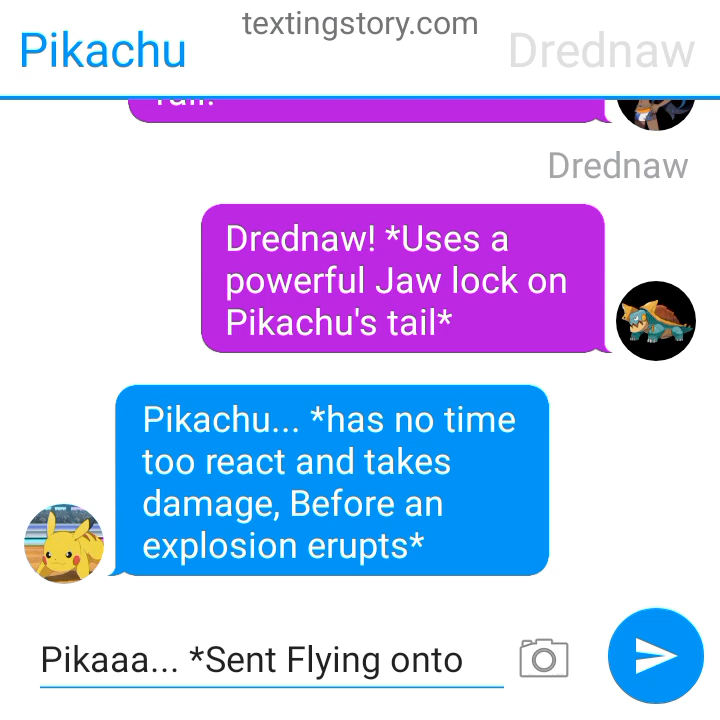 textingstory.com
Pikachu
Drednaw
Drednaw
Drednaw! *Uses a
powerful Jaw lock on
Pikachu's tail*
Pikachu... *has no time
too react and takes
damage, Before an
explosion erupts*
Pikaaa... *Sent Flying onto